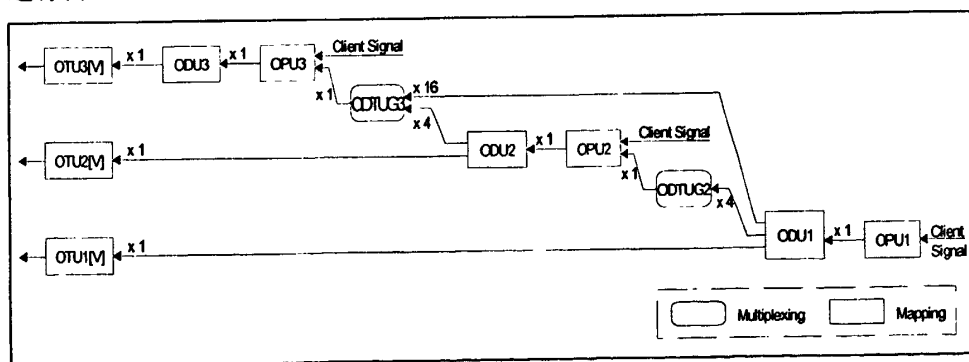 OTU3[V]
x 1
ODU3
x 1
OPU3
Client Signal
x 1
ODTUG3
x 16
x 4
OTU2[V]
x 1
ODU2
x 1
OPU2
Client Signal
x 1
ODTUG2
x 4
OTU1[V]
x 1
ODU1
x 1
OPU1
Client
Signal
Multiplexing
Mapping